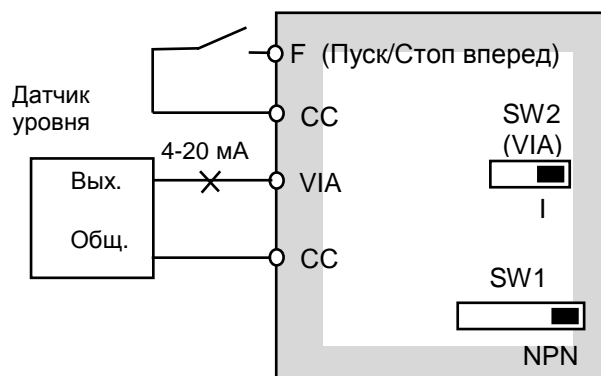 F (Пуск/Стоп вперед)
Датчик
уровня
CC
SW2
(VIA)
4-20 мА
Вых.
VIA
I
Общ.
CC
SW1
NPN